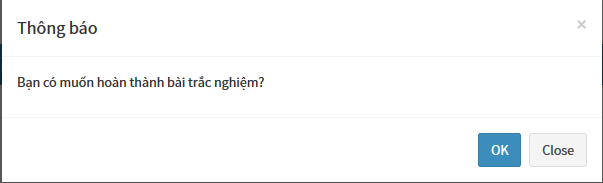 Thông báo
×
Bạn có muốn hoàn thành bài trắc nghiệm?
OK
Close